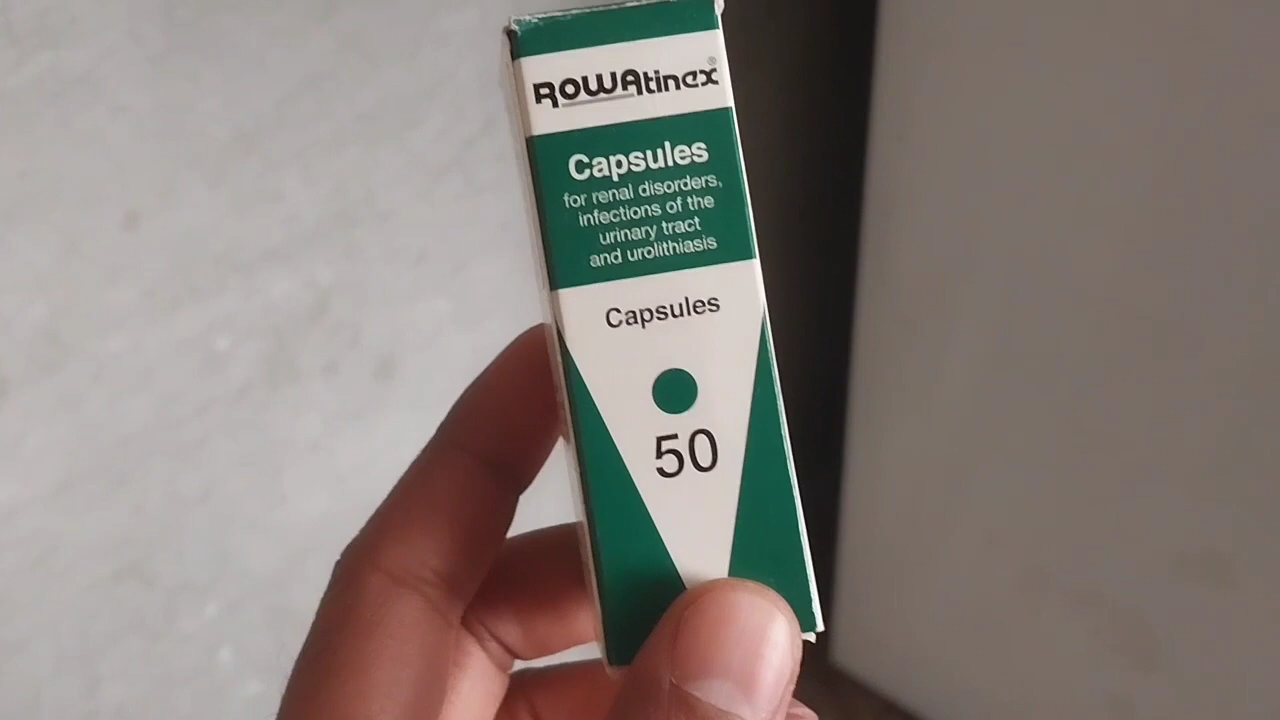 ROWAtinex®
Capsules
for renal disorders,
infections of the
urinary tract
and urolithiasis
Capsules
50